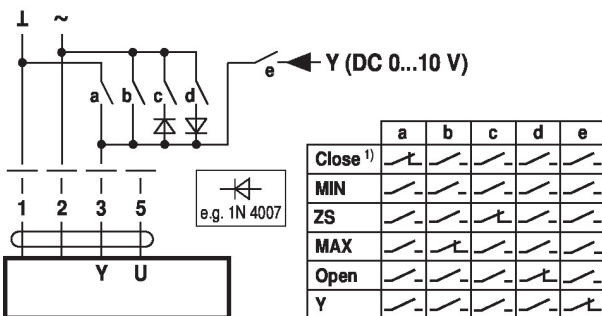 ⊥ ~
a b c d e Y (DC 0...10 V)
1 2 3 5
Y U
e.g. 1N 4007
a b c d e
Close 1)
MIN
ZS
MAX
Open
Y